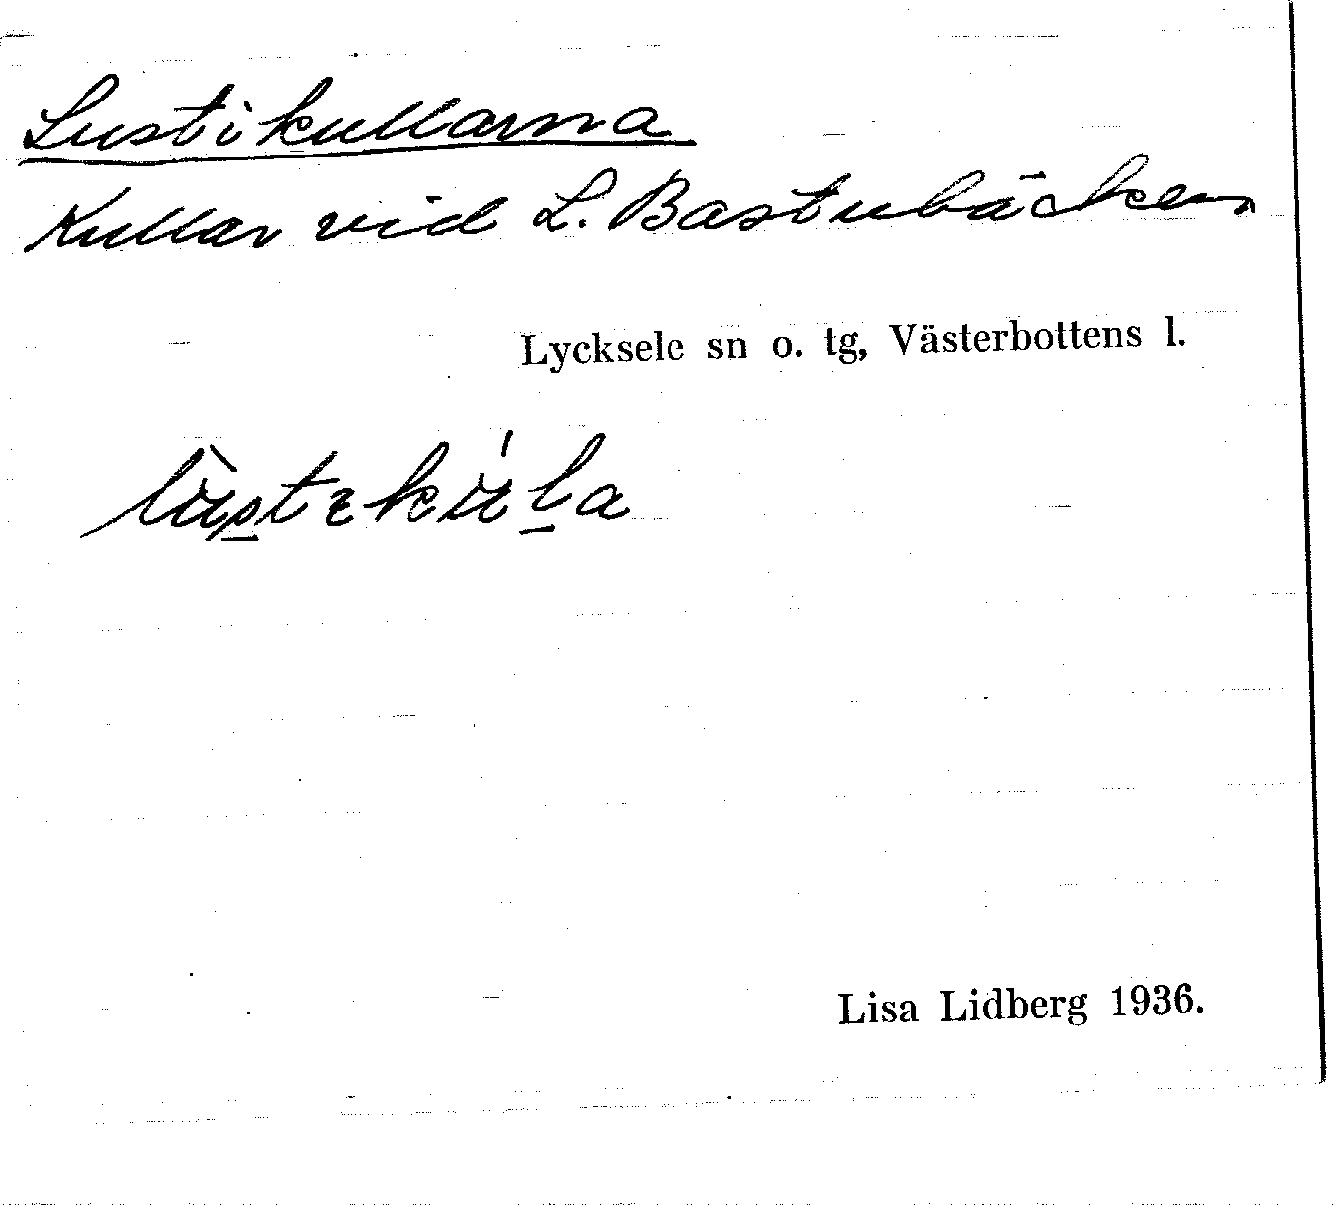 Lustikullarna
Kullar vid L. Bastubäcken
Lycksele sn o. tg, Västerbottens l.
Lisa Lidberg 1936.